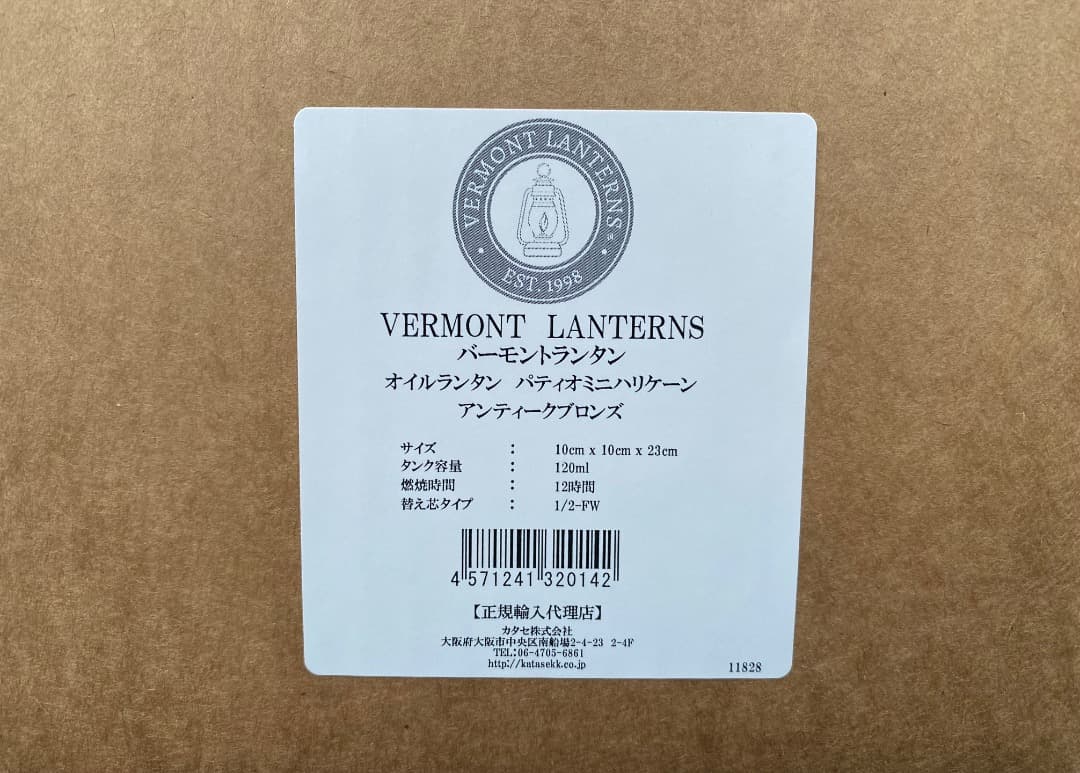 VERMONT LANTERNS®
EST. 1998
VERMONT LANTERNS
バーモントランタン
オイルランタン パティオミニハリケーン
アンティークブロンズ
サイズ : 10cm x 10cm x 23cm
タンク容量 : 120ml
燃焼時間 : 12時間
替え芯タイプ : 1/2-FW
4 571241 320142
【正規輸入代理店】
カタセ株式会社
大阪府大阪市中央区南船場2-4-23 2-4F
TEL:06-4705-6861
http://katasekk.co.jp
11828